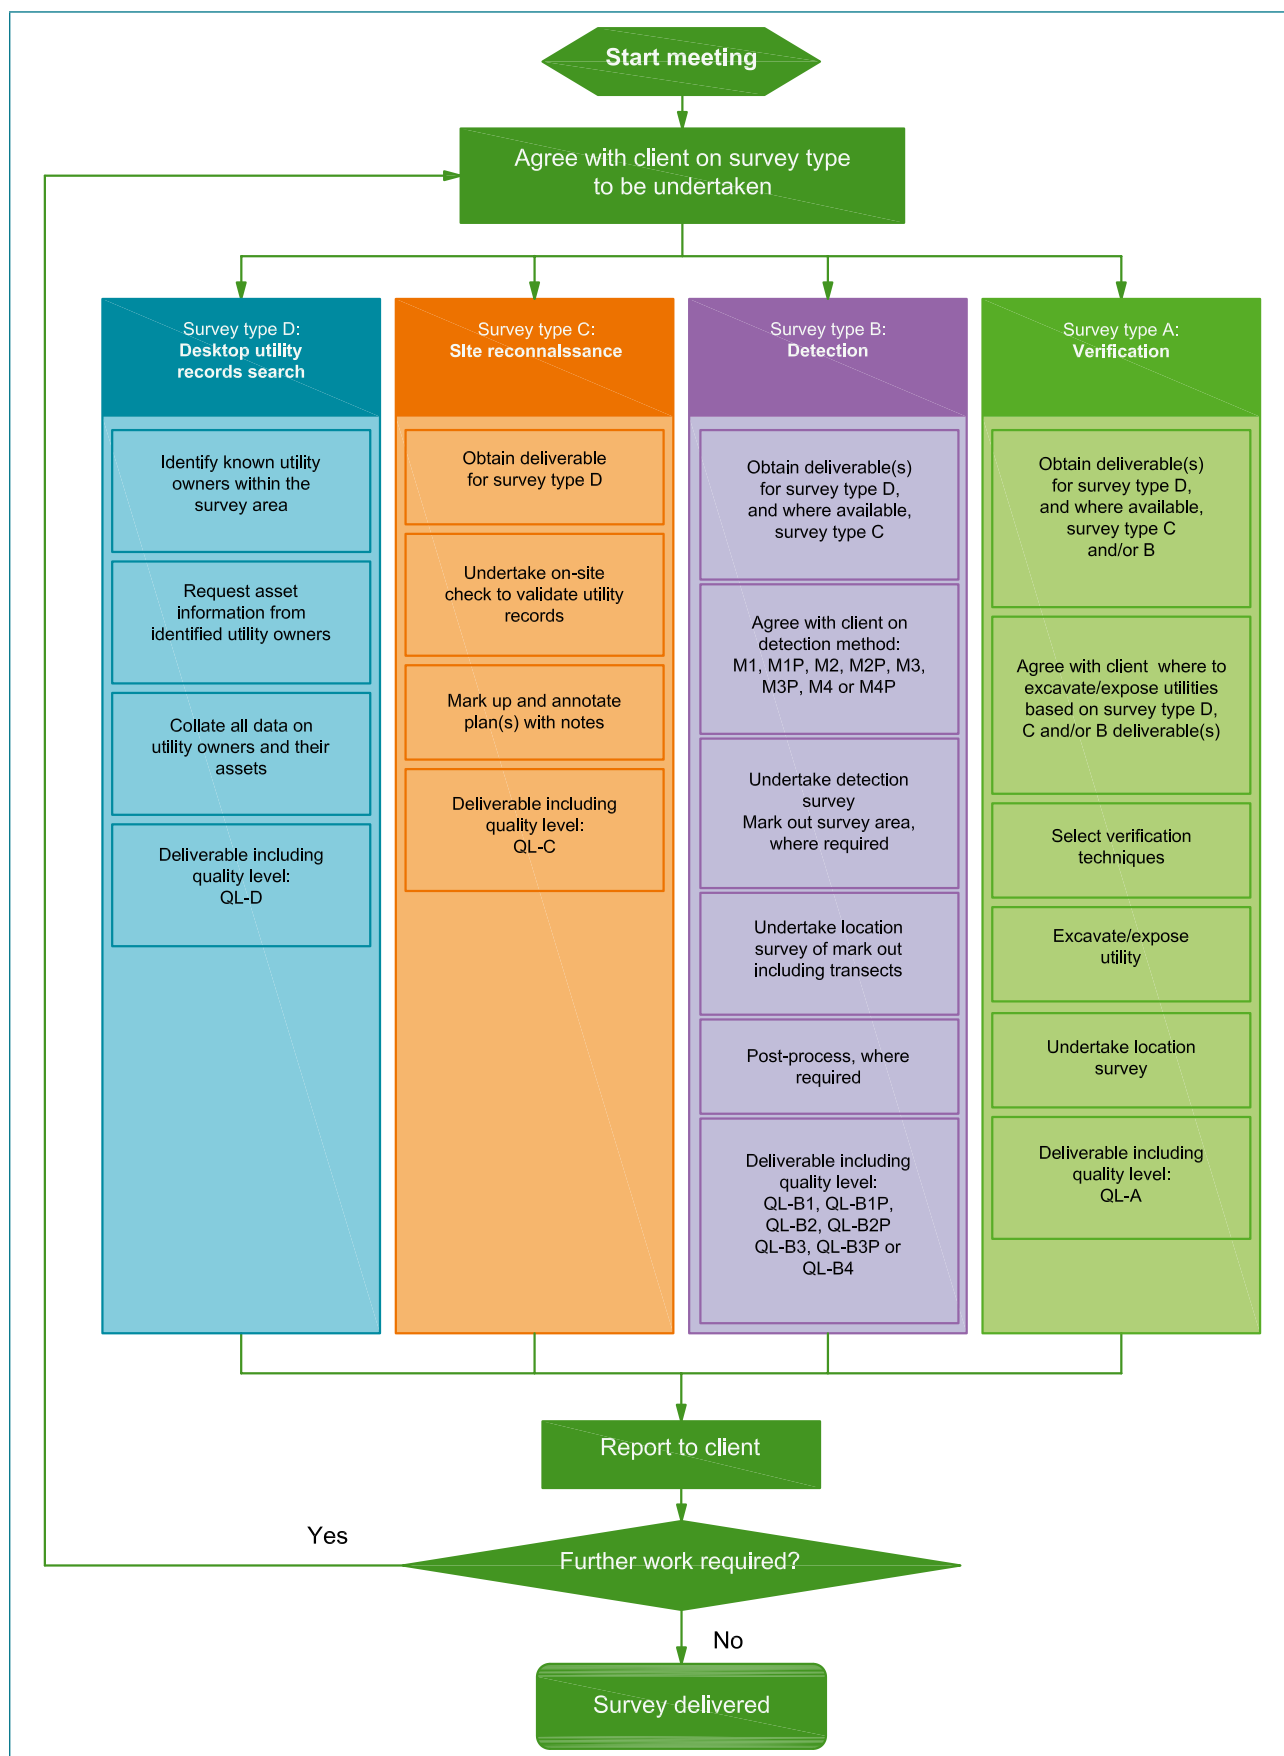 Start meeting
Agree with client on survey type
to be undertaken
Survey type D:
Desktop utility
records search
Identify known utility
owners within the
survey area
Request asset
information from
identified utility owners
Collate all data on
utility owners and their
assets
Deliverable including
quality level:
QL-D
Survey type C:
SIte reconnaIssance
Obtain deliverable
for survey type D
Undertake on-site
check to validate utility
records
Mark up and annotate
plan(s) with notes
Deliverable including
quality level:
QL-C
Survey type B:
Detection
Obtain deliverable(s)
for survey type D,
and where available,
survey type C
Agree with client on
detection method:
M1, M1P, M2, M2P, M3,
M3P, M4 or M4P
Undertake detection
survey
Mark out survey area,
where required
Undertake location
survey of mark out
including transects
Post-process, where
required
Deliverable including
quality level:
QL-B1, QL-B1P,
QL-B2, QL-B2P
QL-B3, QL-B3P or
QL-B4
Survey type A:
Verification
Obtain deliverable(s)
for survey type D,
and where available,
survey type C
and/or B
Agree with client where to
excavate/expose utilities
based on survey type D,
C and/or B deliverable(s)
Select verification
techniques
Excavate/expose
utility
Undertake location
survey
Deliverable including
quality level:
QL-A
Report to client
Yes
Further work required?
No
Survey delivered